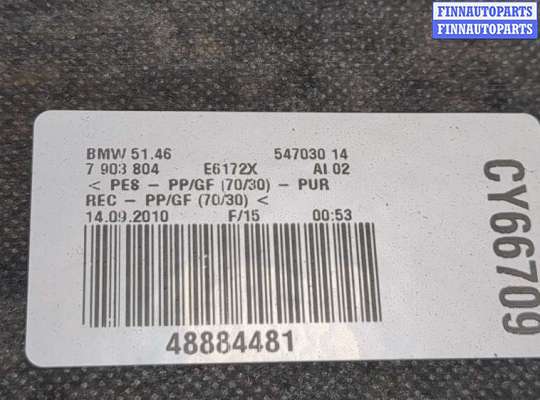 FINNAUTOPARTS
FINNAUTOPARTS
BMW 51.46 547030 14
7 903 804 E6172X AI 02
< PES - PP/GF (70/30) - PUR
REC - PP/GF (70/30) <
14.09.2010 F/15 00:53
48884481
CY66709